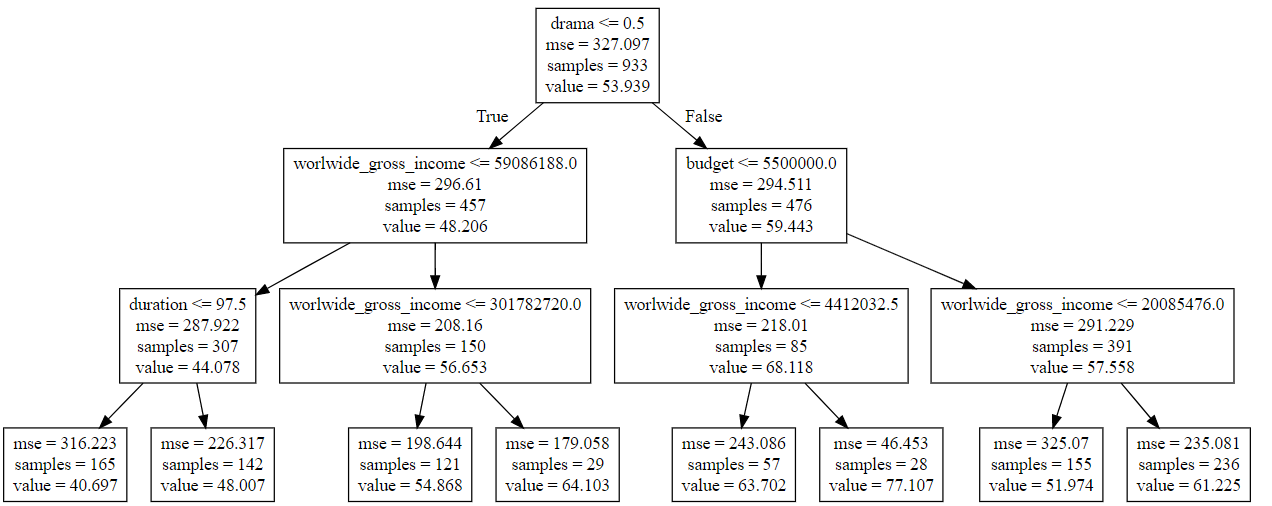 drama <= 0.5
mse = 327.097
samples = 933
value = 53.939
True
False
worlwide_gross_income <= 59086188.0
mse = 296.61
samples = 457
value = 48.206
budget <= 5500000.0
mse = 294.511
samples = 476
value = 59.443
duration <= 97.5
mse = 287.922
samples = 307
value = 44.078
worlwide_gross_income <= 301782720.0
mse = 208.16
samples = 150
value = 56.653
worlwide_gross_income <= 4412032.5
mse = 218.01
samples = 85
value = 68.118
worlwide_gross_income <= 20085476.0
mse = 291.229
samples = 391
value = 57.558
mse = 316.223
samples = 165
value = 40.697
mse = 226.317
samples = 142
value = 48.007
mse = 198.644
samples = 121
value = 54.868
mse = 179.058
samples = 29
value = 64.103
mse = 243.086
samples = 57
value = 63.702
mse = 46.453
samples = 28
value = 77.107
mse = 325.07
samples = 155
value = 51.974
mse = 235.081
samples = 236
value = 61.225